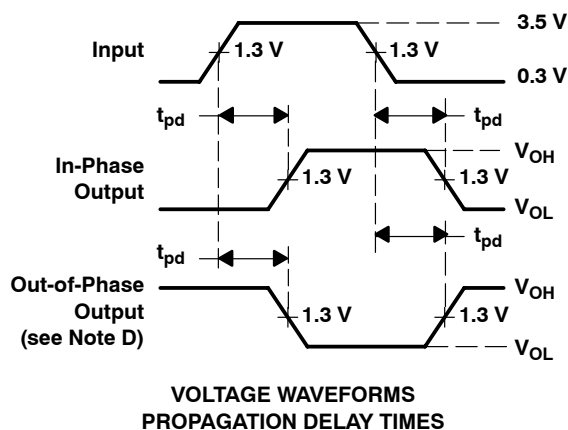 3.5 V
Input
1.3 V
1.3 V
0.3 V
tpd
tpd
VOH
In-Phase
Output
1.3 V
1.3 V
VOL
tpd
tpd
Out-of-Phase
Output
(see Note D)
VOH
1.3 V
1.3 V
VOL
VOLTAGE WAVEFORMS
PROPAGATION DELAY TIMES